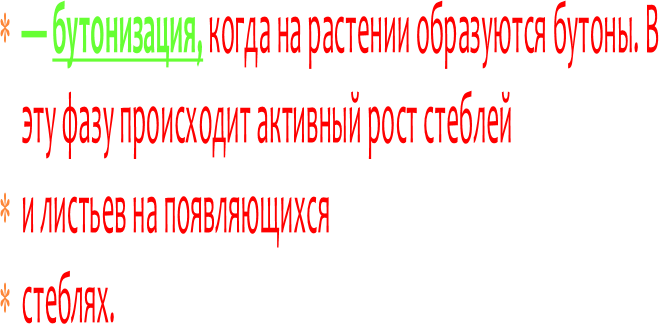 * — бутонизация, когда на растении образуются бутоны. В
эту фазу происходит активный рост стеблей
* и листьев на появляющихся
* стеблях.